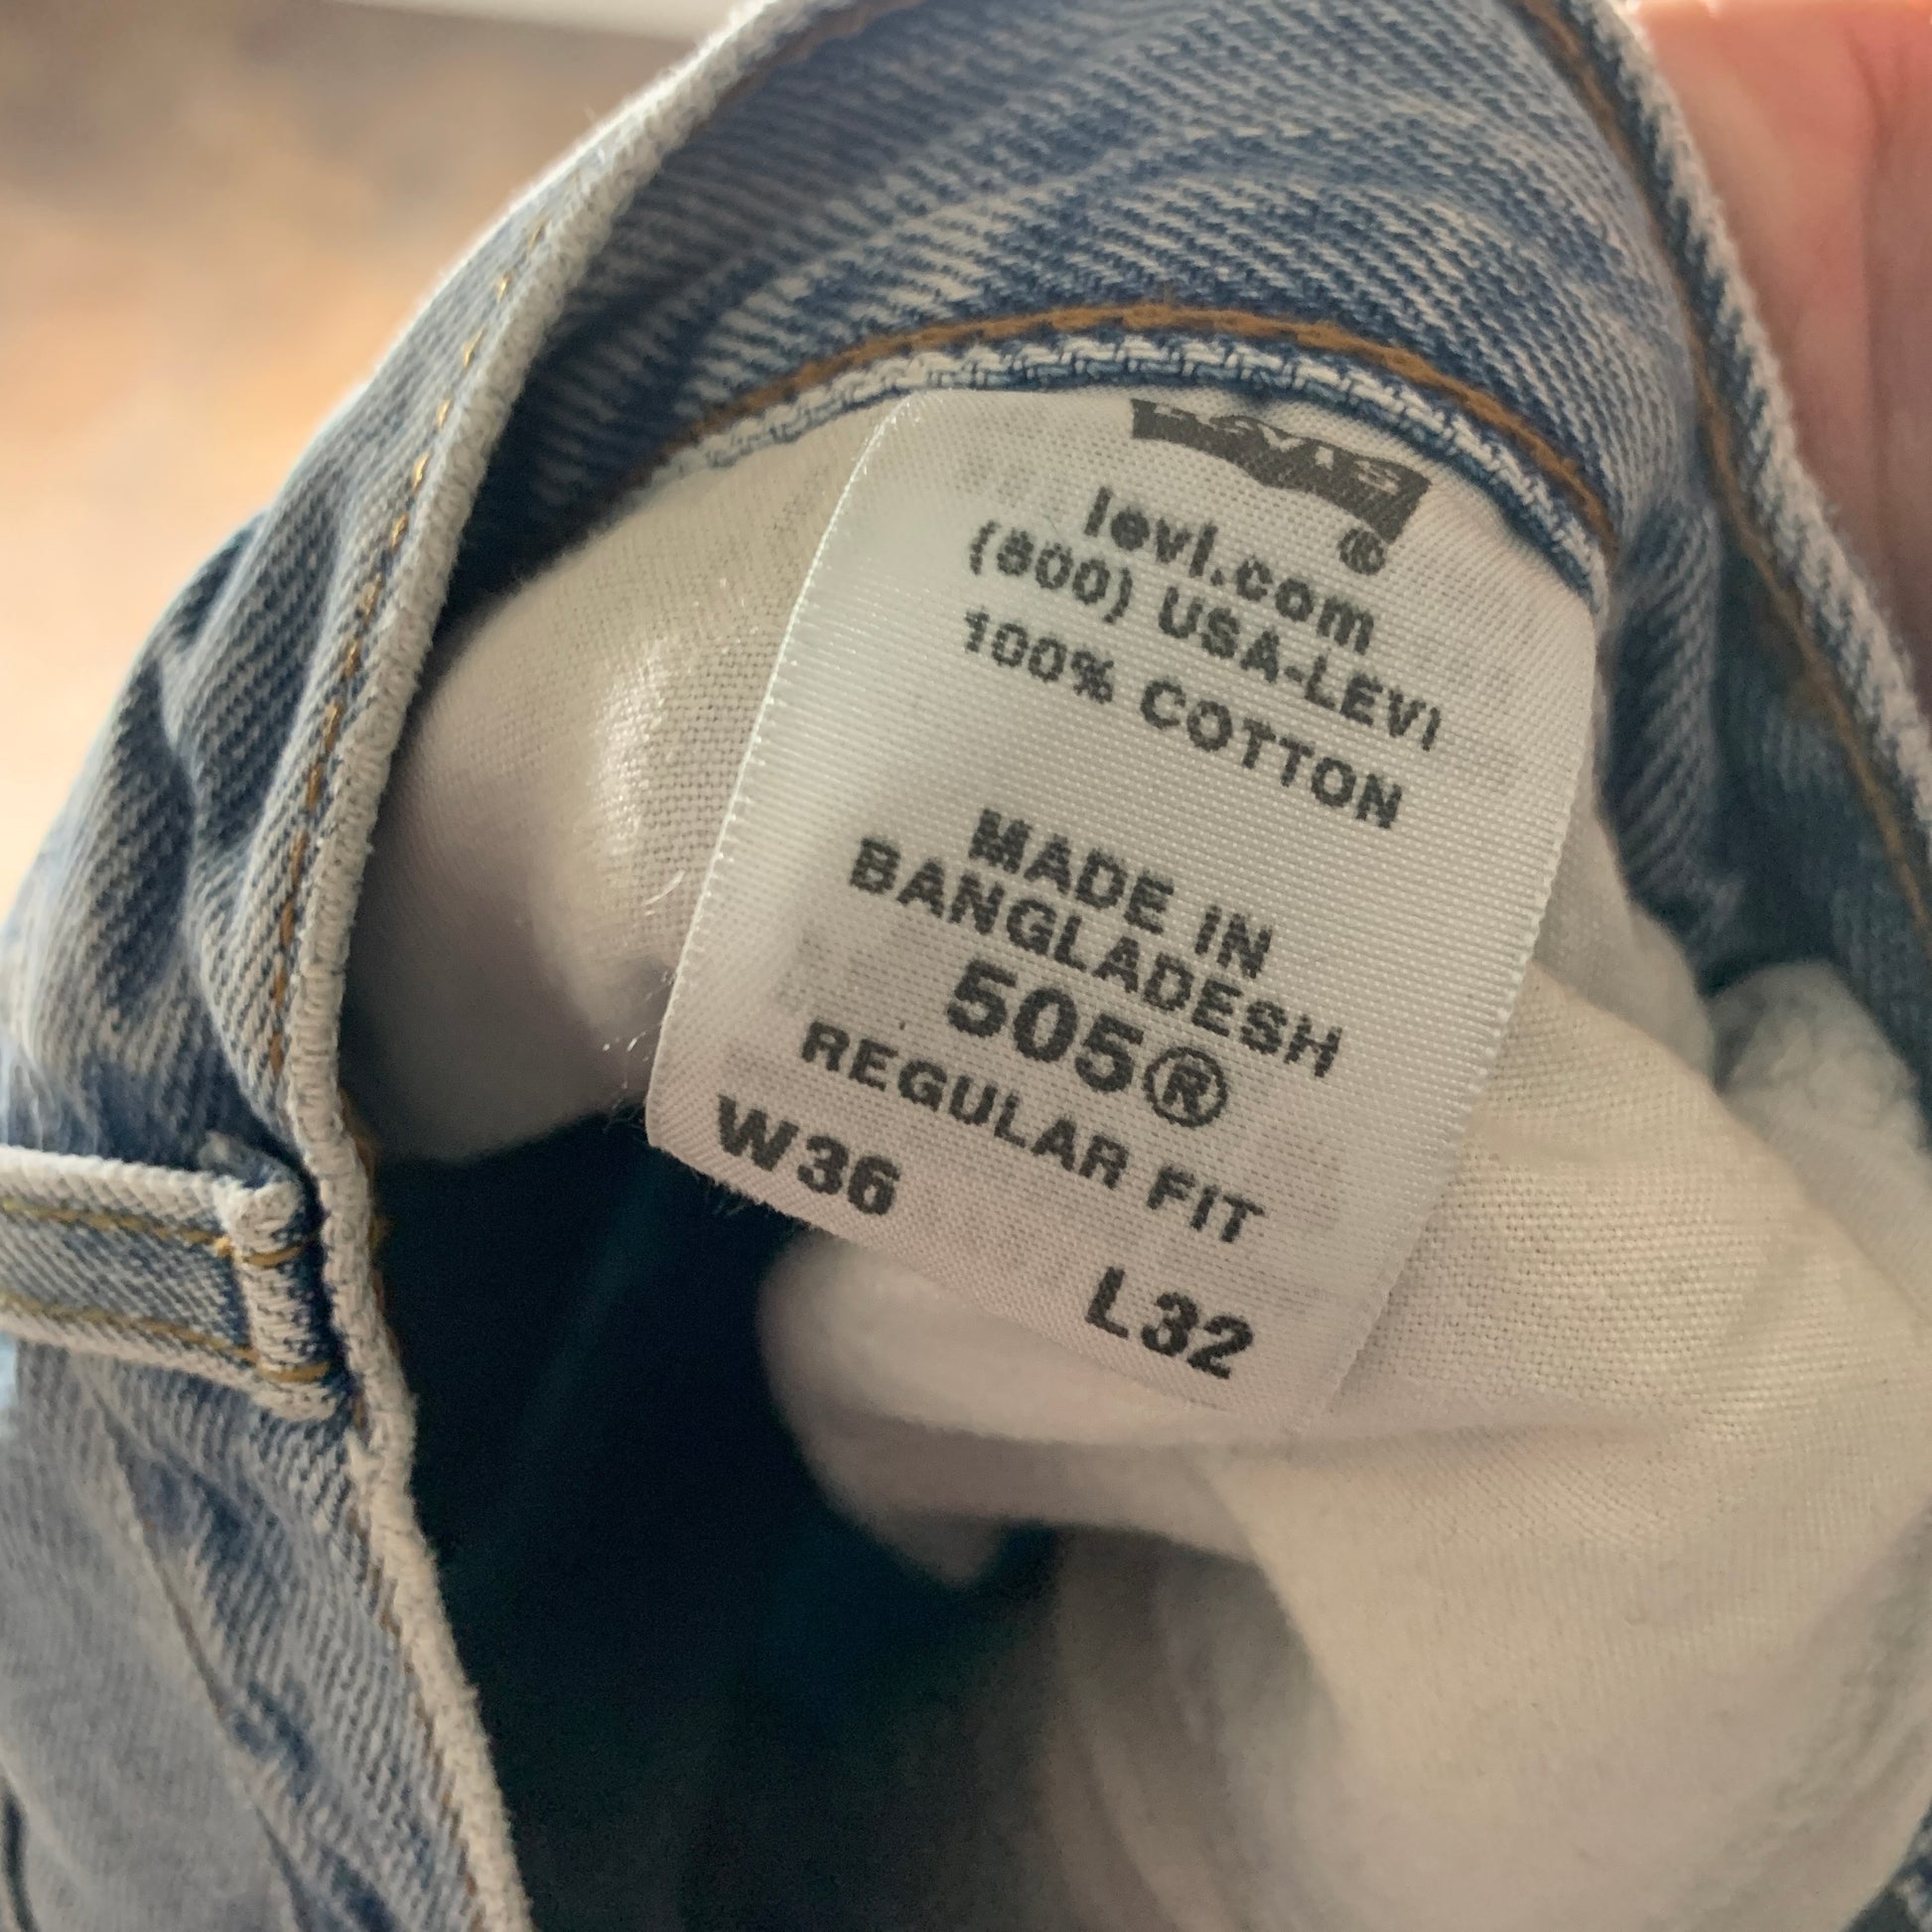 LEVI'S
®
levi.com
(800) USA-LEVI
100% COTTON
MADE IN
BANGLADESH
505®
REGULAR FIT
W36 L32